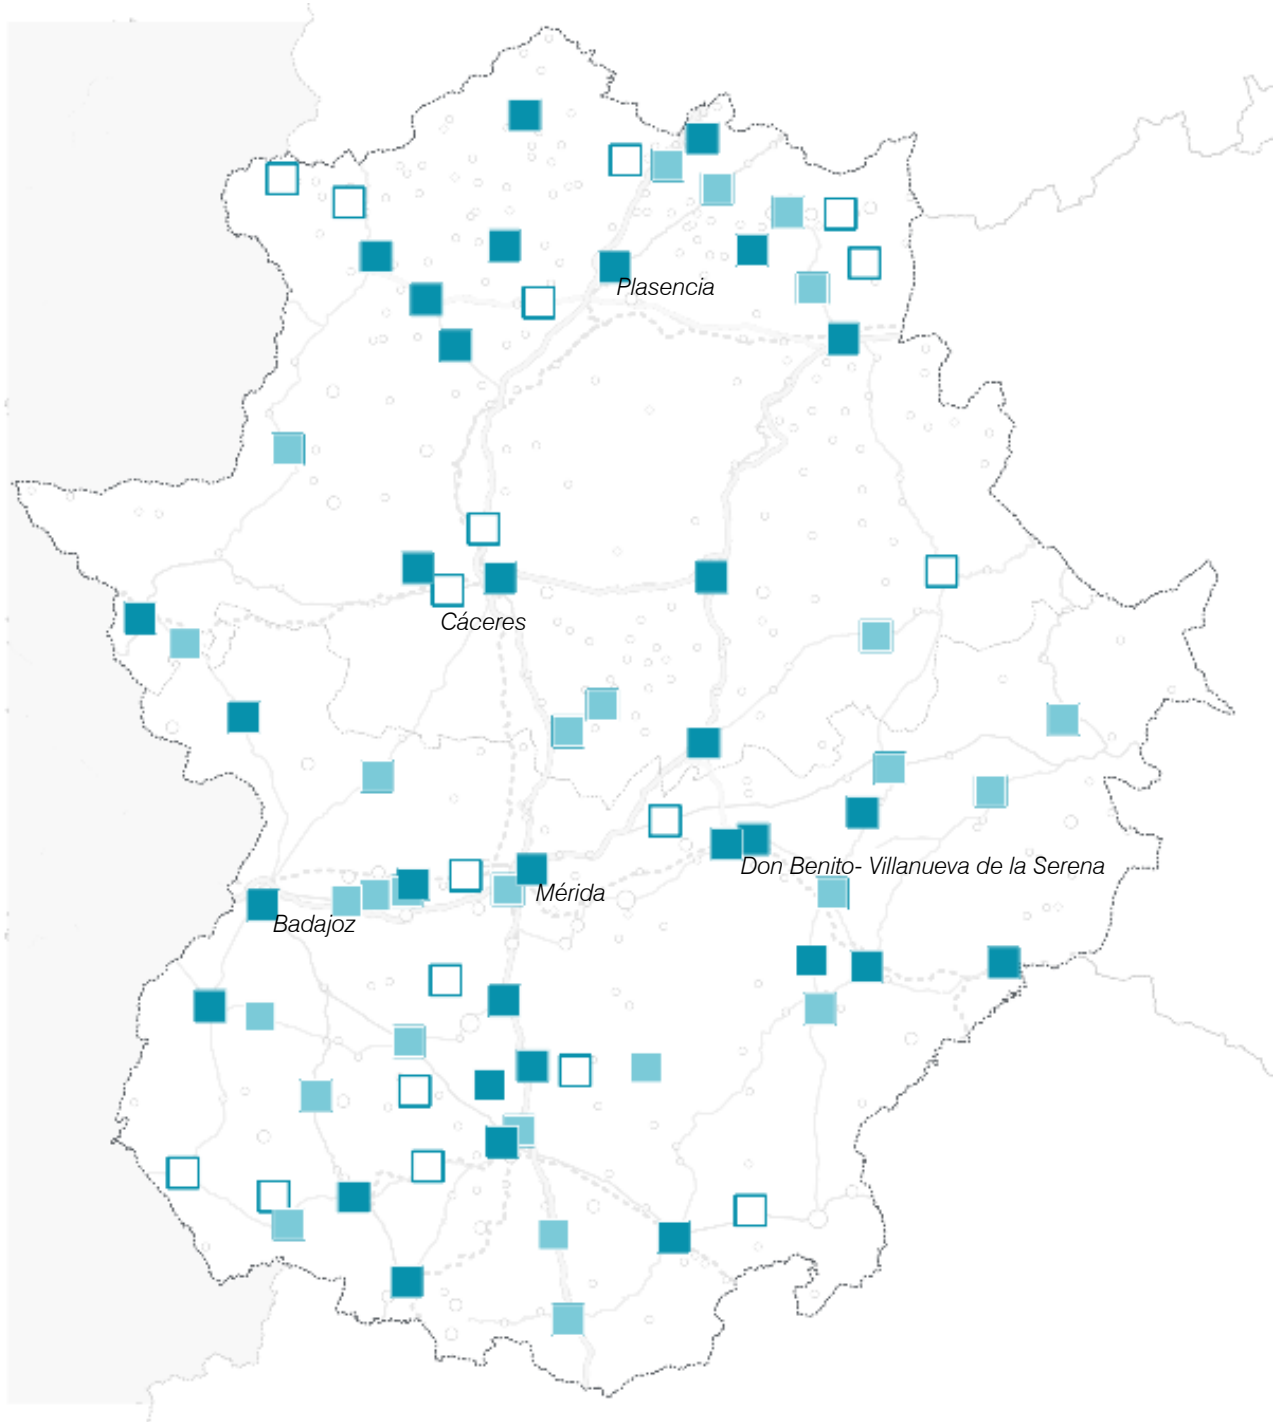 Plasencia
Cáceres
Don Benito- Villanueva de la Serena
Mérida
Badajoz